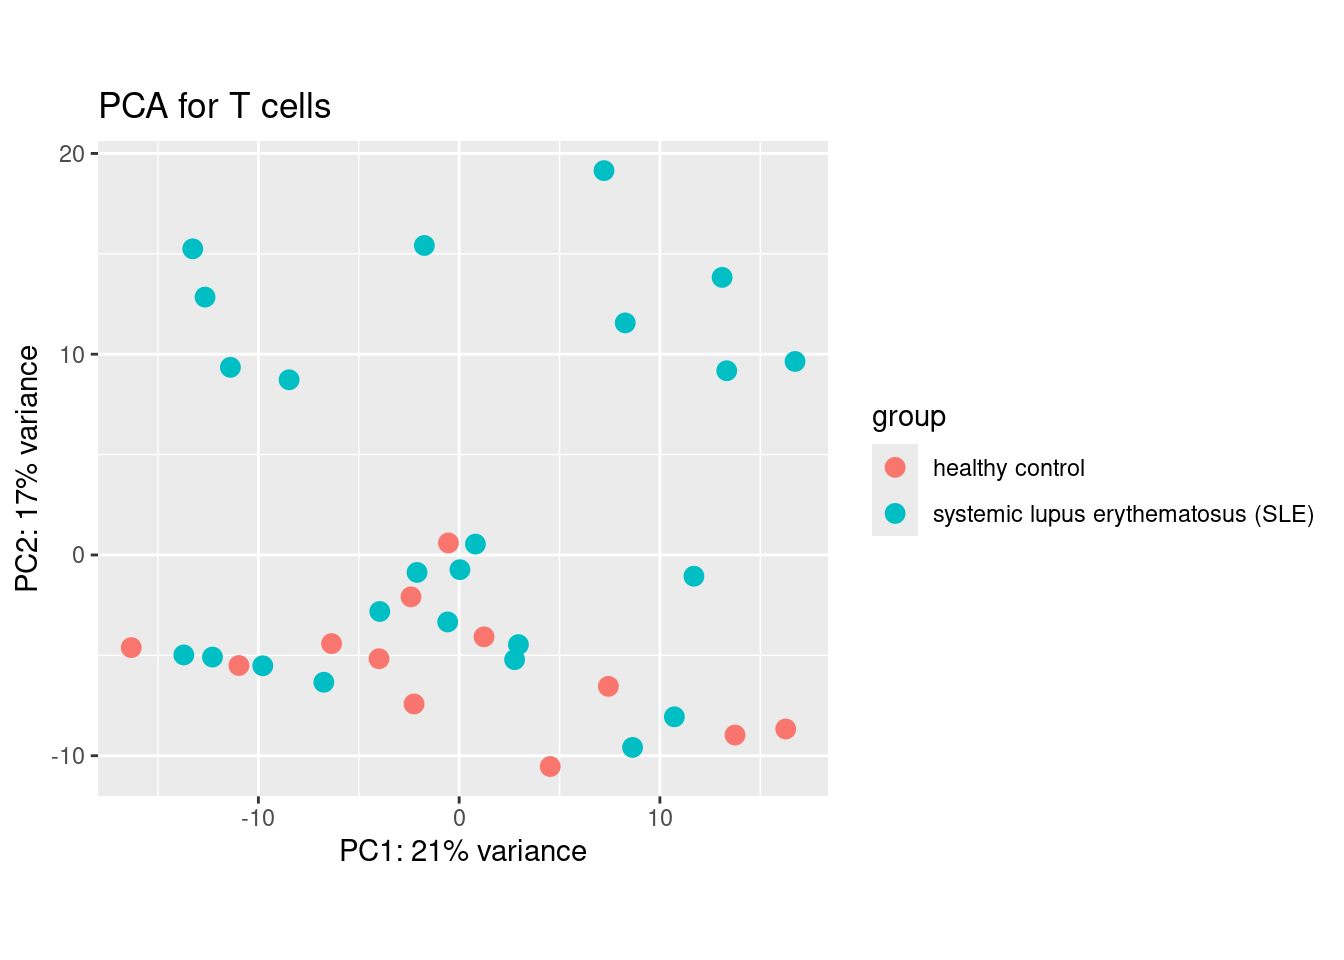 PCA for T cells
20
10
0
-10
-10
0
10
PC1: 21% variance
PC2: 17% variance
group
healthy control
systemic lupus erythematosus (SLE)